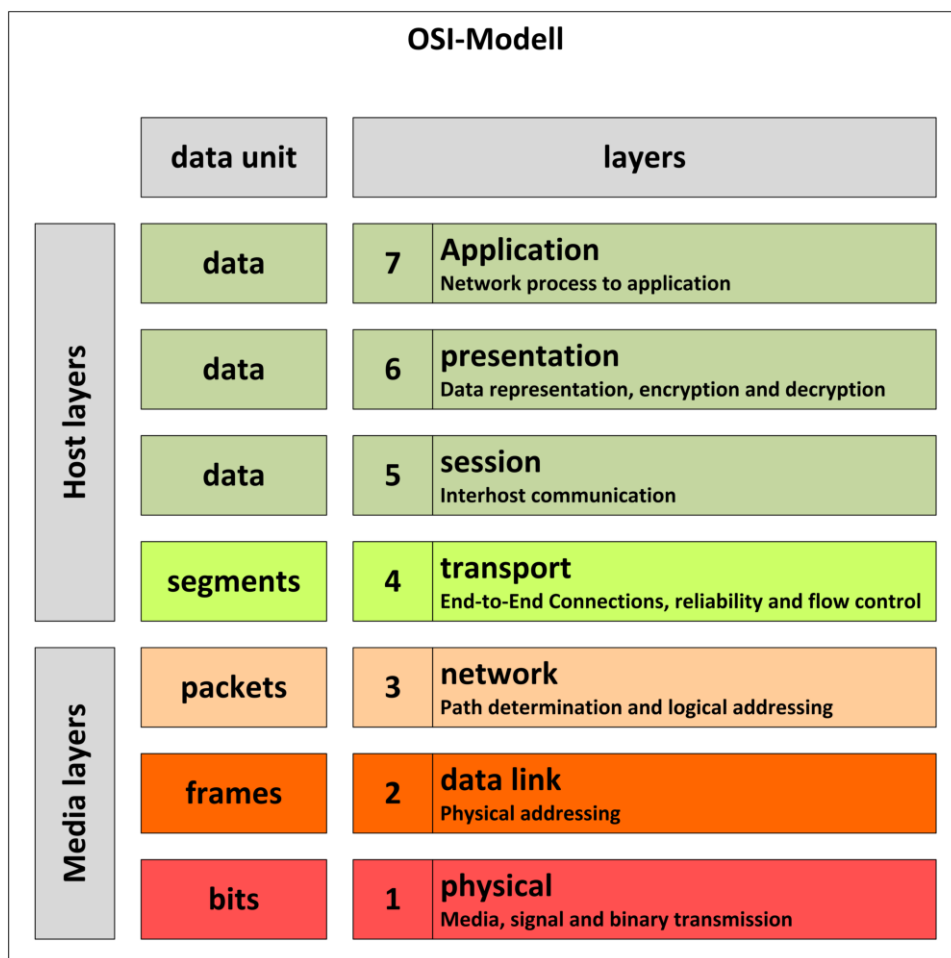 OSI-Modell
data unit
layers
Host layers
data
7
Application
Network process to application
data
6
presentation
Data representation, encryption and decryption
data
5
session
Interhost communication
segments
4
transport
End-to-End Connections, reliability and flow control
Media layers
packets
3
network
Path determination and logical addressing
frames
2
data link
Physical addressing
bits
1
physical
Media, signal and binary transmission